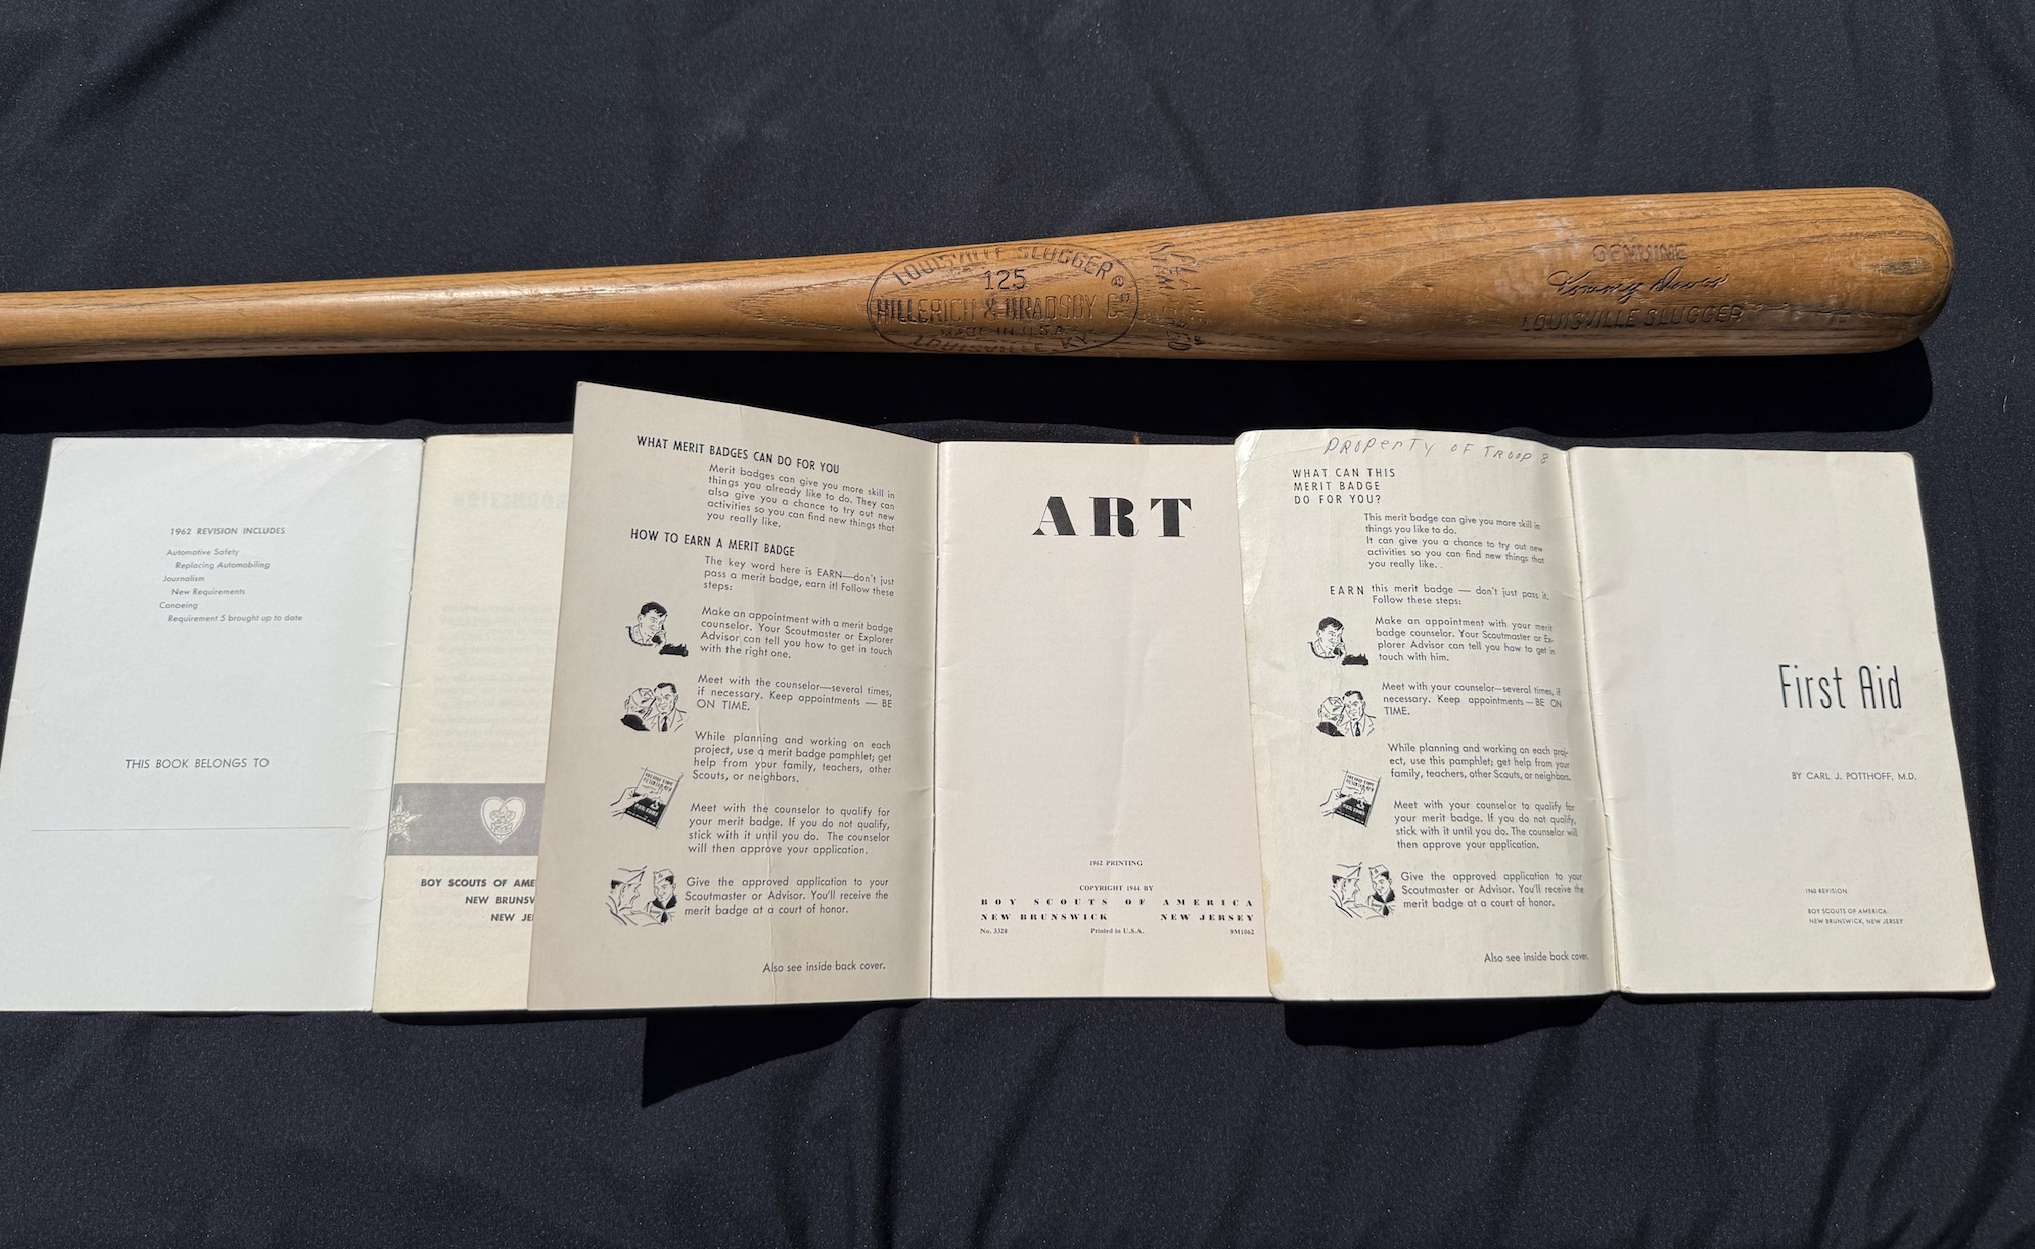 LOUISVILLE SLUGGER
125
HILLERICH & BRADSBY Co
MADE IN U.S.A.
LOUISVILLE, KY.
GENUINE
LOUISVILLE SLUGGER
1962 REVISION INCLUDES
Automotive Safety
Replacing Automobiling
Journalism
New Requirements
Canoeing
Requirement 5 brought up to date
THIS BOOK BELONGS TO
BOY SCOUTS OF AME
NEW BRUNSW
NEW JE
WHAT MERIT BADGES CAN DO FOR YOU
Merit badges can give you more skill in
things you already like to do. They can
also give you a chance to try out new
activities so you can find new things that
you really like.
HOW TO EARN A MERIT BADGE
The key word here is EARN—don't just
pass a merit badge, earn it! Follow these
steps:
Make an appointment with a merit badge
counselor. Your Scoutmaster or Explorer
Advisor can tell you how to get in touch
with the right one.
Meet with the counselor—several times,
if necessary. Keep appointments — BE
ON TIME.
While planning and working on each
project, use a merit badge pamphlet; get
help from your family, teachers, other
Scouts, or neighbors.
Meet with the counselor to qualify for
your merit badge. If you do not qualify,
stick with it until you do. The counselor
will then approve your application.
Give the approved application to your
Scoutmaster or Advisor. You'll receive the
merit badge at a court of honor.
Also see inside back cover.
ART
1962 PRINTING
COPYRIGHT 1944 BY
BOY SCOUTS OF AMERICA
NEW BRUNSWICK NEW JERSEY
No. 3320 Printed in U.S.A. 9M1062
PROPERTY OF TROOP 8
WHAT CAN THIS
MERIT BADGE
DO FOR YOU?
This merit badge can give you more skill in
things you like to do.
It can give you a chance to try out new
activities so you can find new things that
you really like.
EARN this merit badge — don't just pass it.
Follow these steps:
Make an appointment with your merit
badge counselor. Your Scoutmaster or Ex-
plorer Advisor can tell you how to get in
touch with him.
Meet with your counselor—several times, if
necessary. Keep appointments—BE ON
TIME.
While planning and working on each proj-
ect, use this pamphlet; get help from your
family, teachers, other Scouts, or neighbors.
Meet with your counselor to qualify for
your merit badge. If you do not qualify,
stick with it until you do. The counselor will
then approve your application.
Give the approved application to your
Scoutmaster or Advisor. You'll receive the
merit badge at a court of honor.
Also see inside back cover.
First Aid
BY CARL J. POTTHOFF, M.D.
1960 REVISION
BOY SCOUTS OF AMERICA
NEW BRUNSWICK, NEW JERSEY